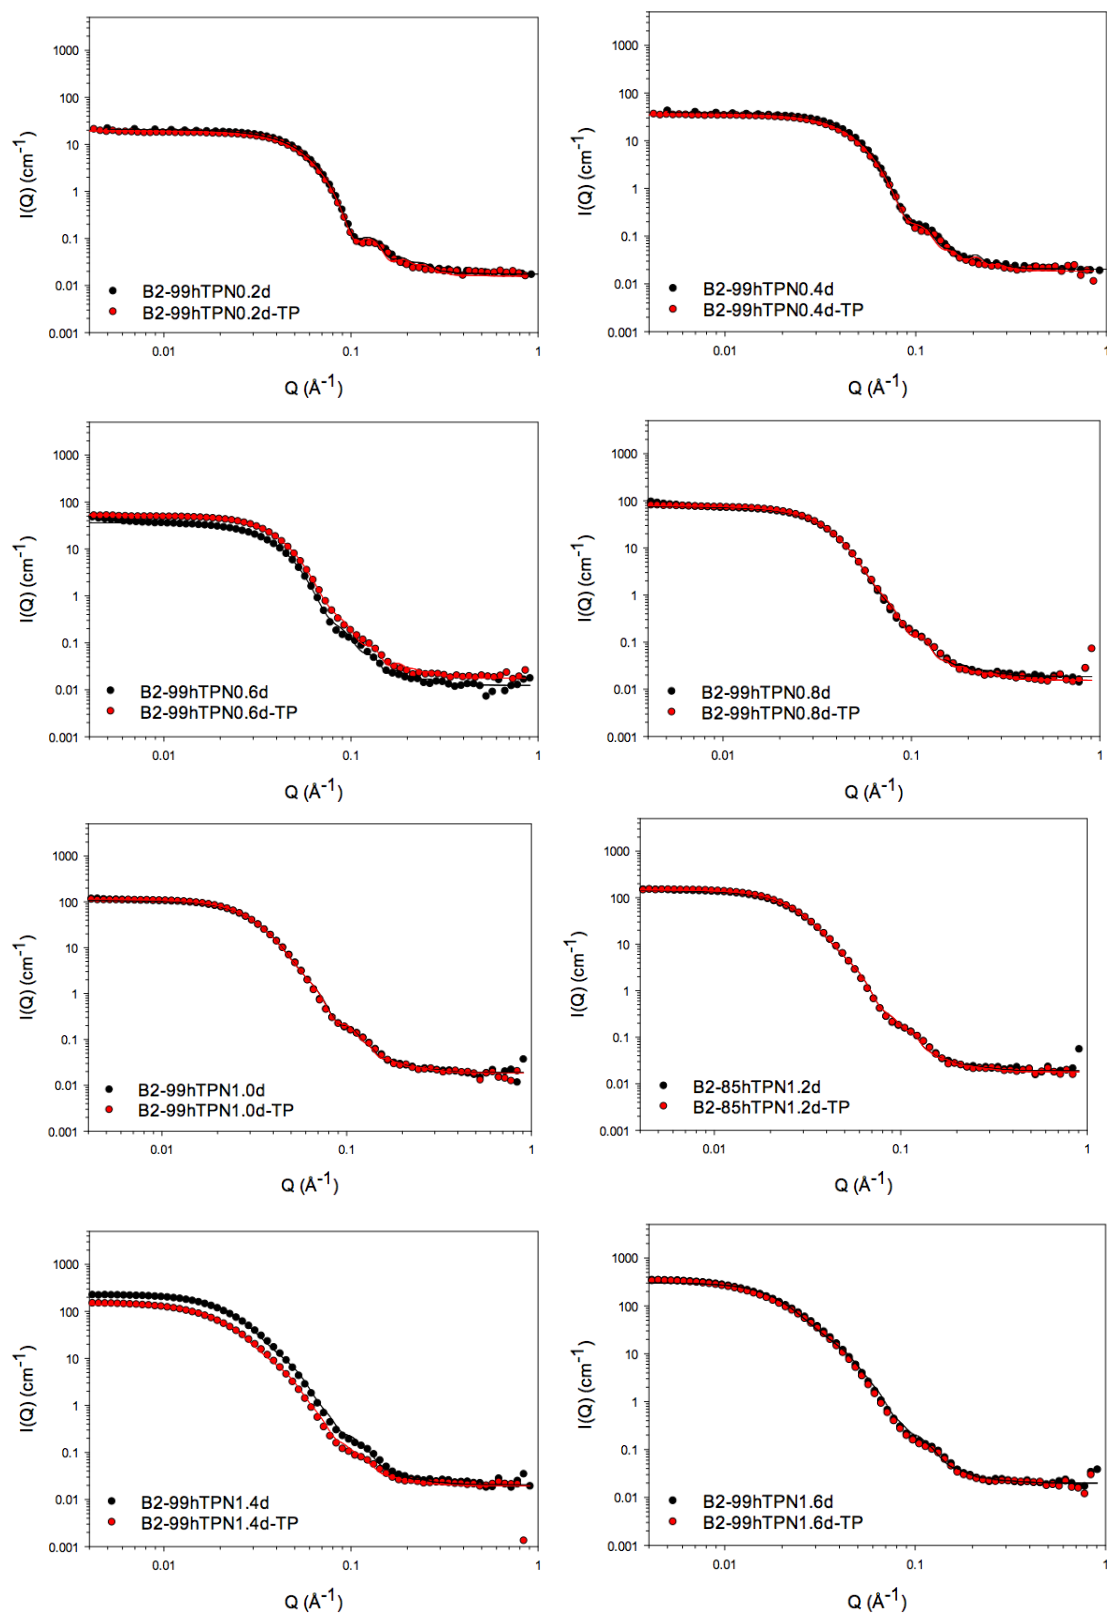 1000
100
10
1
0.1
0.01
0.001
I(Q) (cm-1)
B2-99hTPN0.2d
B2-99hTPN0.2d-TP
0.01
0.1
1
Q (Å-1)
1000
100
10
1
0.1
0.01
0.001
I(Q) (cm-1)
B2-99hTPN0.4d
B2-99hTPN0.4d-TP
0.01
0.1
1
Q (Å-1)
1000
100
10
1
0.1
0.01
0.001
I(Q) (cm-1)
B2-99hTPN0.6d
B2-99hTPN0.6d-TP
0.01
0.1
1
Q (Å-1)
1000
100
10
1
0.1
0.01
0.001
I(Q) (cm-1)
B2-99hTPN0.8d
B2-99hTPN0.8d-TP
0.01
0.1
1
Q (Å-1)
1000
100
10
1
0.1
0.01
0.001
I(Q) (cm-1)
B2-99hTPN1.0d
B2-99hTPN1.0d-TP
0.01
0.1
1
Q (Å-1)
1000
100
10
1
0.1
0.01
0.001
I(Q) (cm-1)
B2-85hTPN1.2d
B2-85hTPN1.2d-TP
0.01
0.1
1
Q (Å-1)
1000
100
10
1
0.1
0.01
0.001
I(Q) (cm-1)
B2-99hTPN1.4d
B2-99hTPN1.4d-TP
0.01
0.1
1
Q (Å-1)
1000
100
10
1
0.1
0.01
0.001
I(Q) (cm-1)
B2-99hTPN1.6d
B2-99hTPN1.6d-TP
0.01
0.1
1
Q (Å-1)